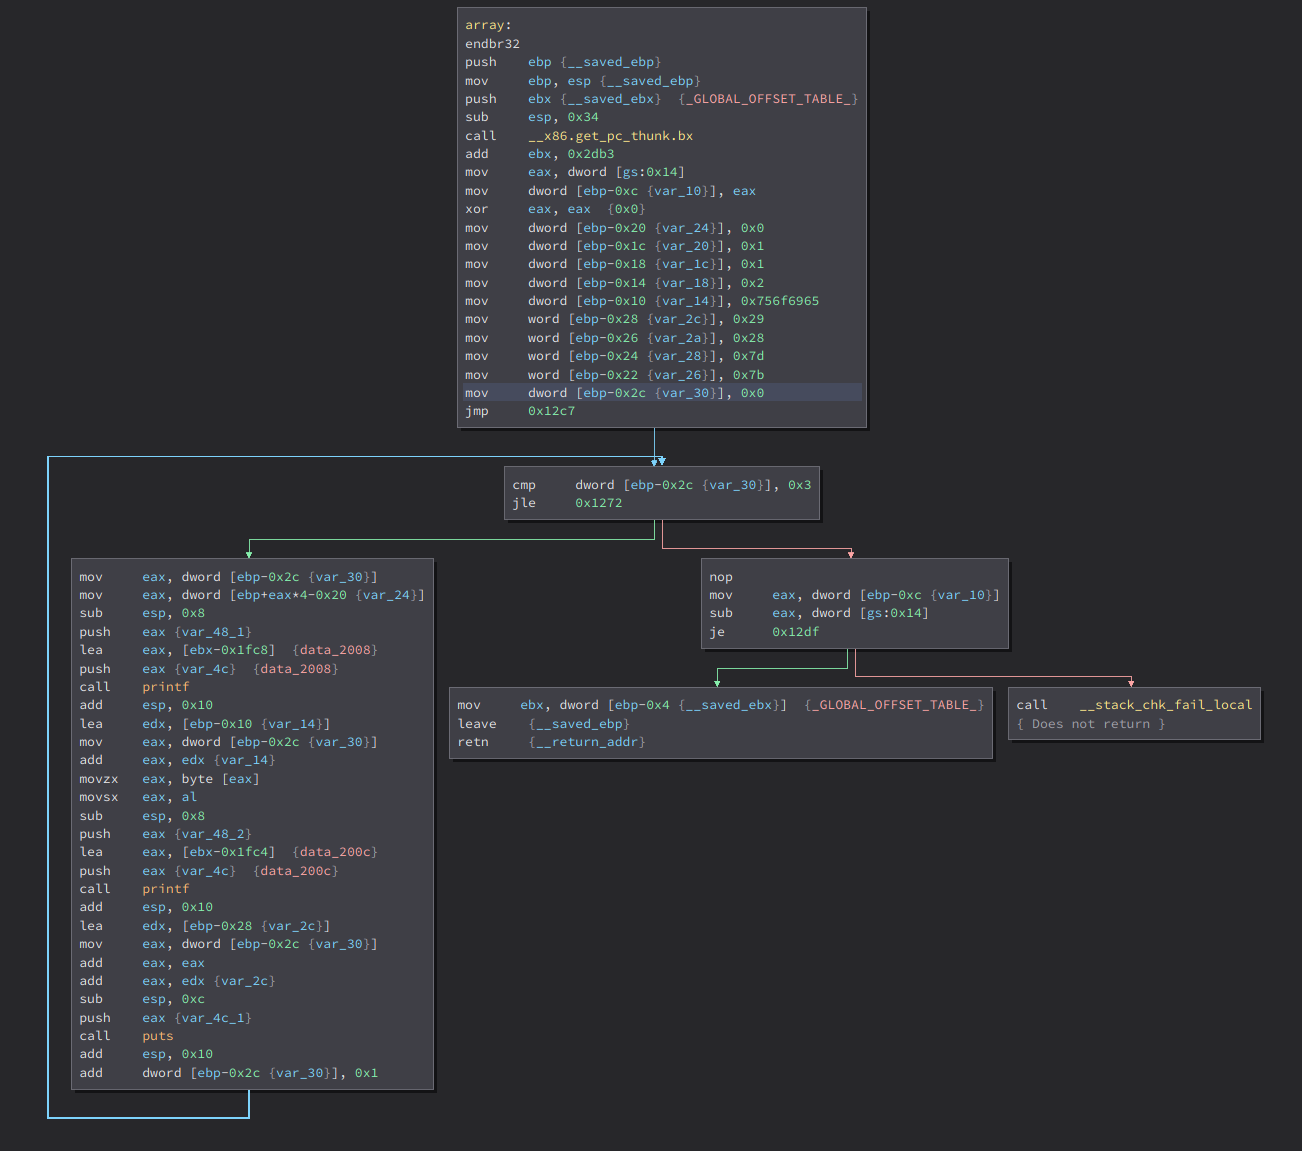 array:
endbr32
push    ebp {__saved_ebp}
mov     ebp, esp {__saved_ebp}
push    ebx {__saved_ebx}  {_GLOBAL_OFFSET_TABLE_}
sub     esp, 0x34
call    __x86.get_pc_thunk.bx
add     ebx, 0x2db3
mov     eax, dword [gs:0x14]
mov     dword [ebp-0xc {var_10}], eax
xor     eax, eax  {0x0}
mov     dword [ebp-0x20 {var_24}], 0x0
mov     dword [ebp-0x1c {var_20}], 0x1
mov     dword [ebp-0x18 {var_1c}], 0x1
mov     dword [ebp-0x14 {var_18}], 0x2
mov     dword [ebp-0x10 {var_14}], 0x756f6965
mov     word [ebp-0x28 {var_2c}], 0x29
mov     word [ebp-0x26 {var_2a}], 0x28
mov     word [ebp-0x24 {var_28}], 0x7d
mov     word [ebp-0x22 {var_26}], 0x7b
mov     dword [ebp-0x2c {var_30}], 0x0
jmp     0x12c7
cmp     dword [ebp-0x2c {var_30}], 0x3
jle     0x1272
mov     eax, dword [ebp-0x2c {var_30}]
mov     eax, dword [ebp+eax*4-0x20 {var_24}]
sub     esp, 0x8
push    eax {var_48_1}
lea     eax, [ebx-0x1fc8]  {data_2008}
push    eax {var_4c}  {data_2008}
call    printf
add     esp, 0x10
lea     edx, [ebp-0x10 {var_14}]
mov     eax, dword [ebp-0x2c {var_30}]
add     eax, edx {var_14}
movzx   eax, byte [eax]
movsx   eax, al
sub     esp, 0x8
push    eax {var_48_2}
lea     eax, [ebx-0x1fc4]  {data_200c}
push    eax {var_4c}  {data_200c}
call    printf
add     esp, 0x10
lea     edx, [ebp-0x28 {var_2c}]
mov     eax, dword [ebp-0x2c {var_30}]
add     eax, eax
add     eax, edx {var_2c}
sub     esp, 0xc
push    eax {var_4c_1}
call    puts
add     esp, 0x10
add     dword [ebp-0x2c {var_30}], 0x1
nop
mov     eax, dword [ebp-0xc {var_10}]
sub     eax, dword [gs:0x14]
je      0x12df
mov     ebx, dword [ebp-0x4 {__saved_ebx}]  {_GLOBAL_OFFSET_TABLE_}
leave    {__saved_ebp}
retn     {__return_addr}
call    __stack_chk_fail_local
{ Does not return }